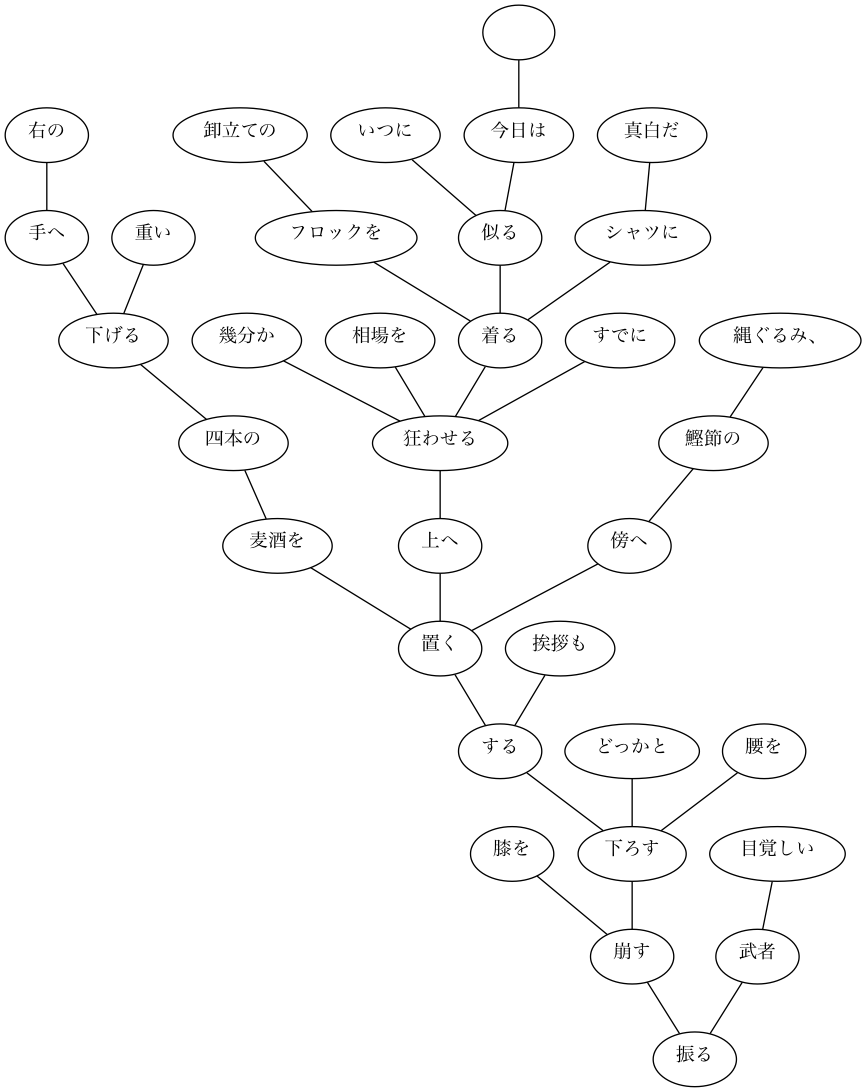 右の
卸立ての
いつに
今日は
真白だ
手へ
重い
フロックを
似る
シャツに
下げる
幾分か
相場を
着る
すでに
縄ぐるみ、
四本の
狂わせる
鰹節の
麦酒を
上へ
傍へ
置く
挨拶も
する
どっかと
腰を
膝を
下ろす
目覚しい
崩す
武者
振る